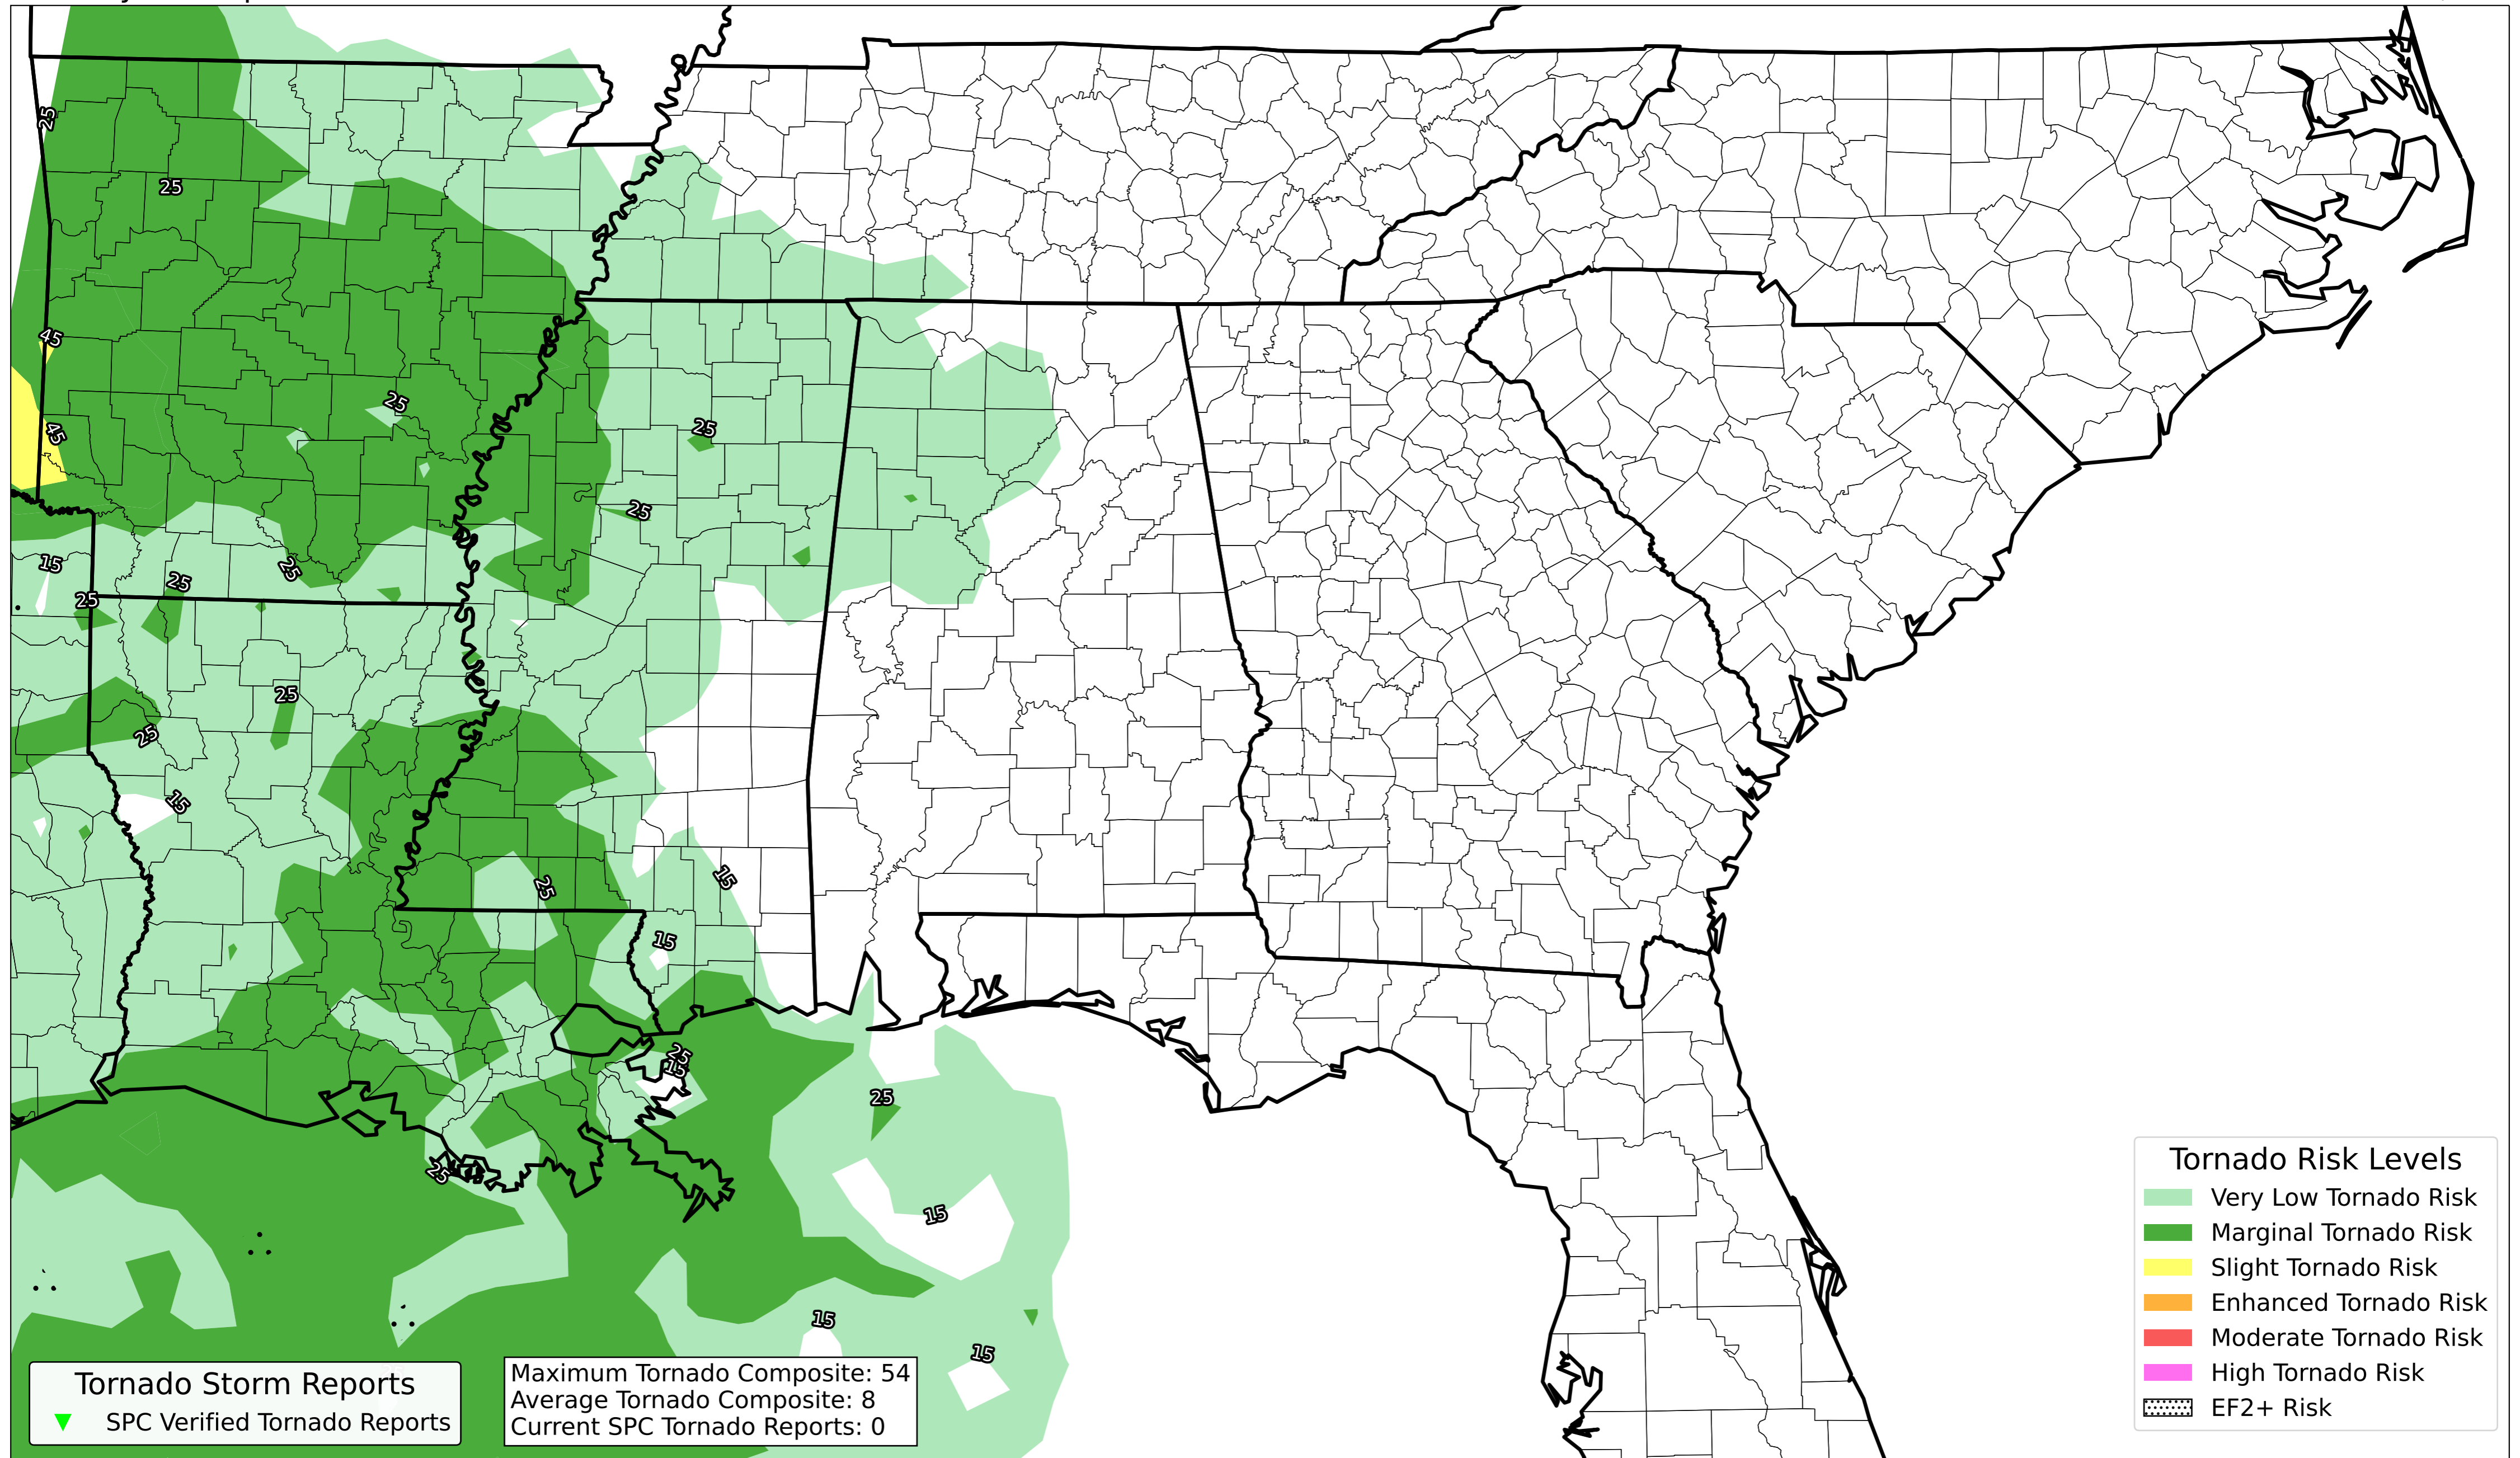 25
25
45
25
45
25
25
15
25
25
25
25
25
15
15
25
15
25
15
25
25
15
15
15
Tornado Risk Levels
Very Low Tornado Risk
Marginal Tornado Risk
Slight Tornado Risk
Enhanced Tornado Risk
Moderate Tornado Risk
High Tornado Risk
EF2+ Risk
Tornado Storm Reports
SPC Verified Tornado Reports
Maximum Tornado Composite: 54
Average Tornado Composite: 8
Current SPC Tornado Reports: 0